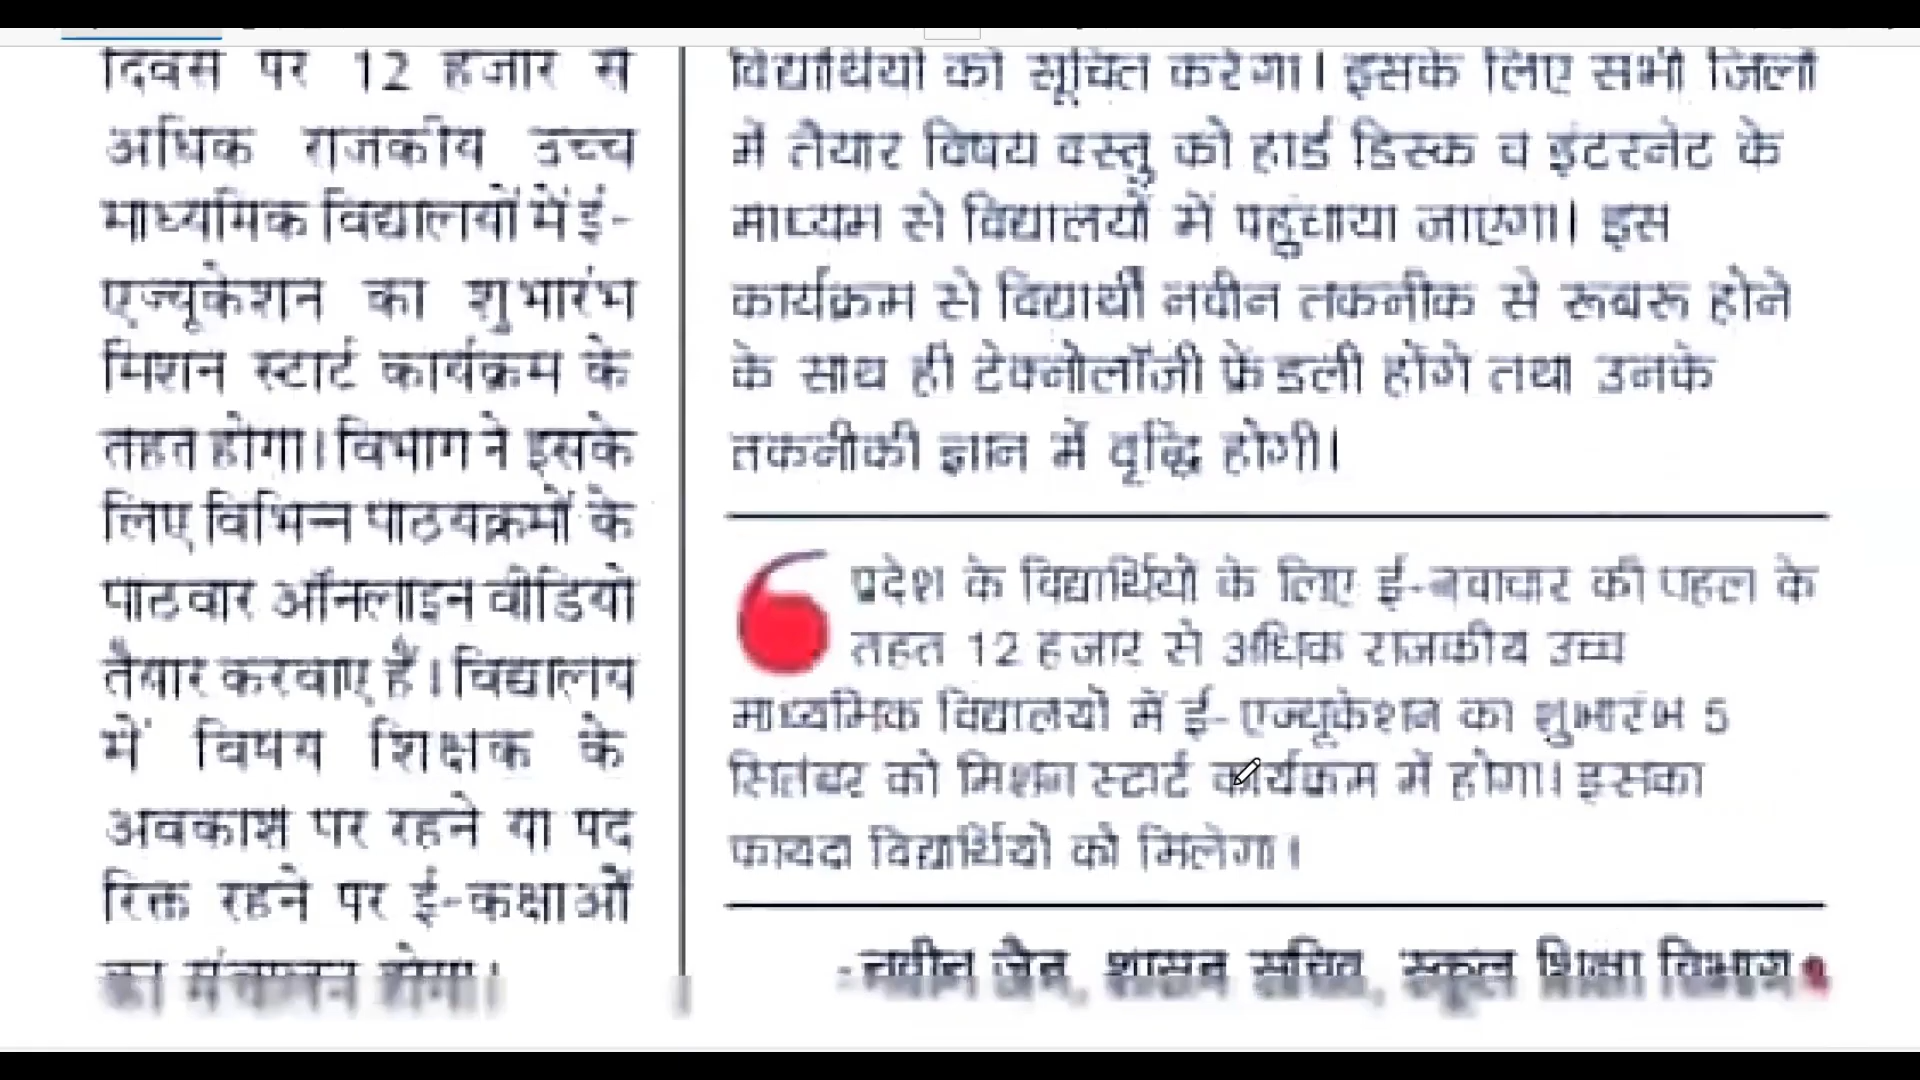 दिवस पर 12 हजार से
अधिक राजकीय उच्च
माध्यमिक विद्यालयों में ई-
एज्यूकेशन का शुभारंभ
मिशन स्टार्ट कार्यक्रम के
तहत होगा। विभाग ने इसके
लिए विभिन्न पाठयक्रमों के
पाठवार ऑनलाइन वीडियो
तैयार करवाए हैं। विद्यालय
में विषय शिक्षक के
अवकाश पर रहने या पद
रिक्त रहने पर ई-कक्षाओं
का संचालन होगा।
विद्यार्थियों को सूचित करेगा। इसके लिए सभी जिलों
में तैयार विषय वस्तु को हार्ड डिस्क व इंटरनेट के
माध्यम से विद्यालयों में पहुंचाया जाएगा। इस
कार्यक्रम से विद्यार्थी नवीन तकनीक से रूबरू होने
के साथ ही टेक्नोलॉजी फ्रेंडली होंगे तथा उनके
तकनीकी ज्ञान में वृद्धि होगी।
प्रदेश के विद्यार्थियों के लिए ई-नवाचार की पहल के
तहत 12 हजार से अधिक राजकीय उच्च
माध्यमिक विद्यालयों में ई- एज्यूकेशन का शुभारंभ 5
सितंबर को मिशन स्टार्ट कार्यक्रम में होगा। इसका
फायदा विद्यार्थियों को मिलेगा।
-नवीन जैन, शासन सचिव, स्कूल शिक्षा विभाग